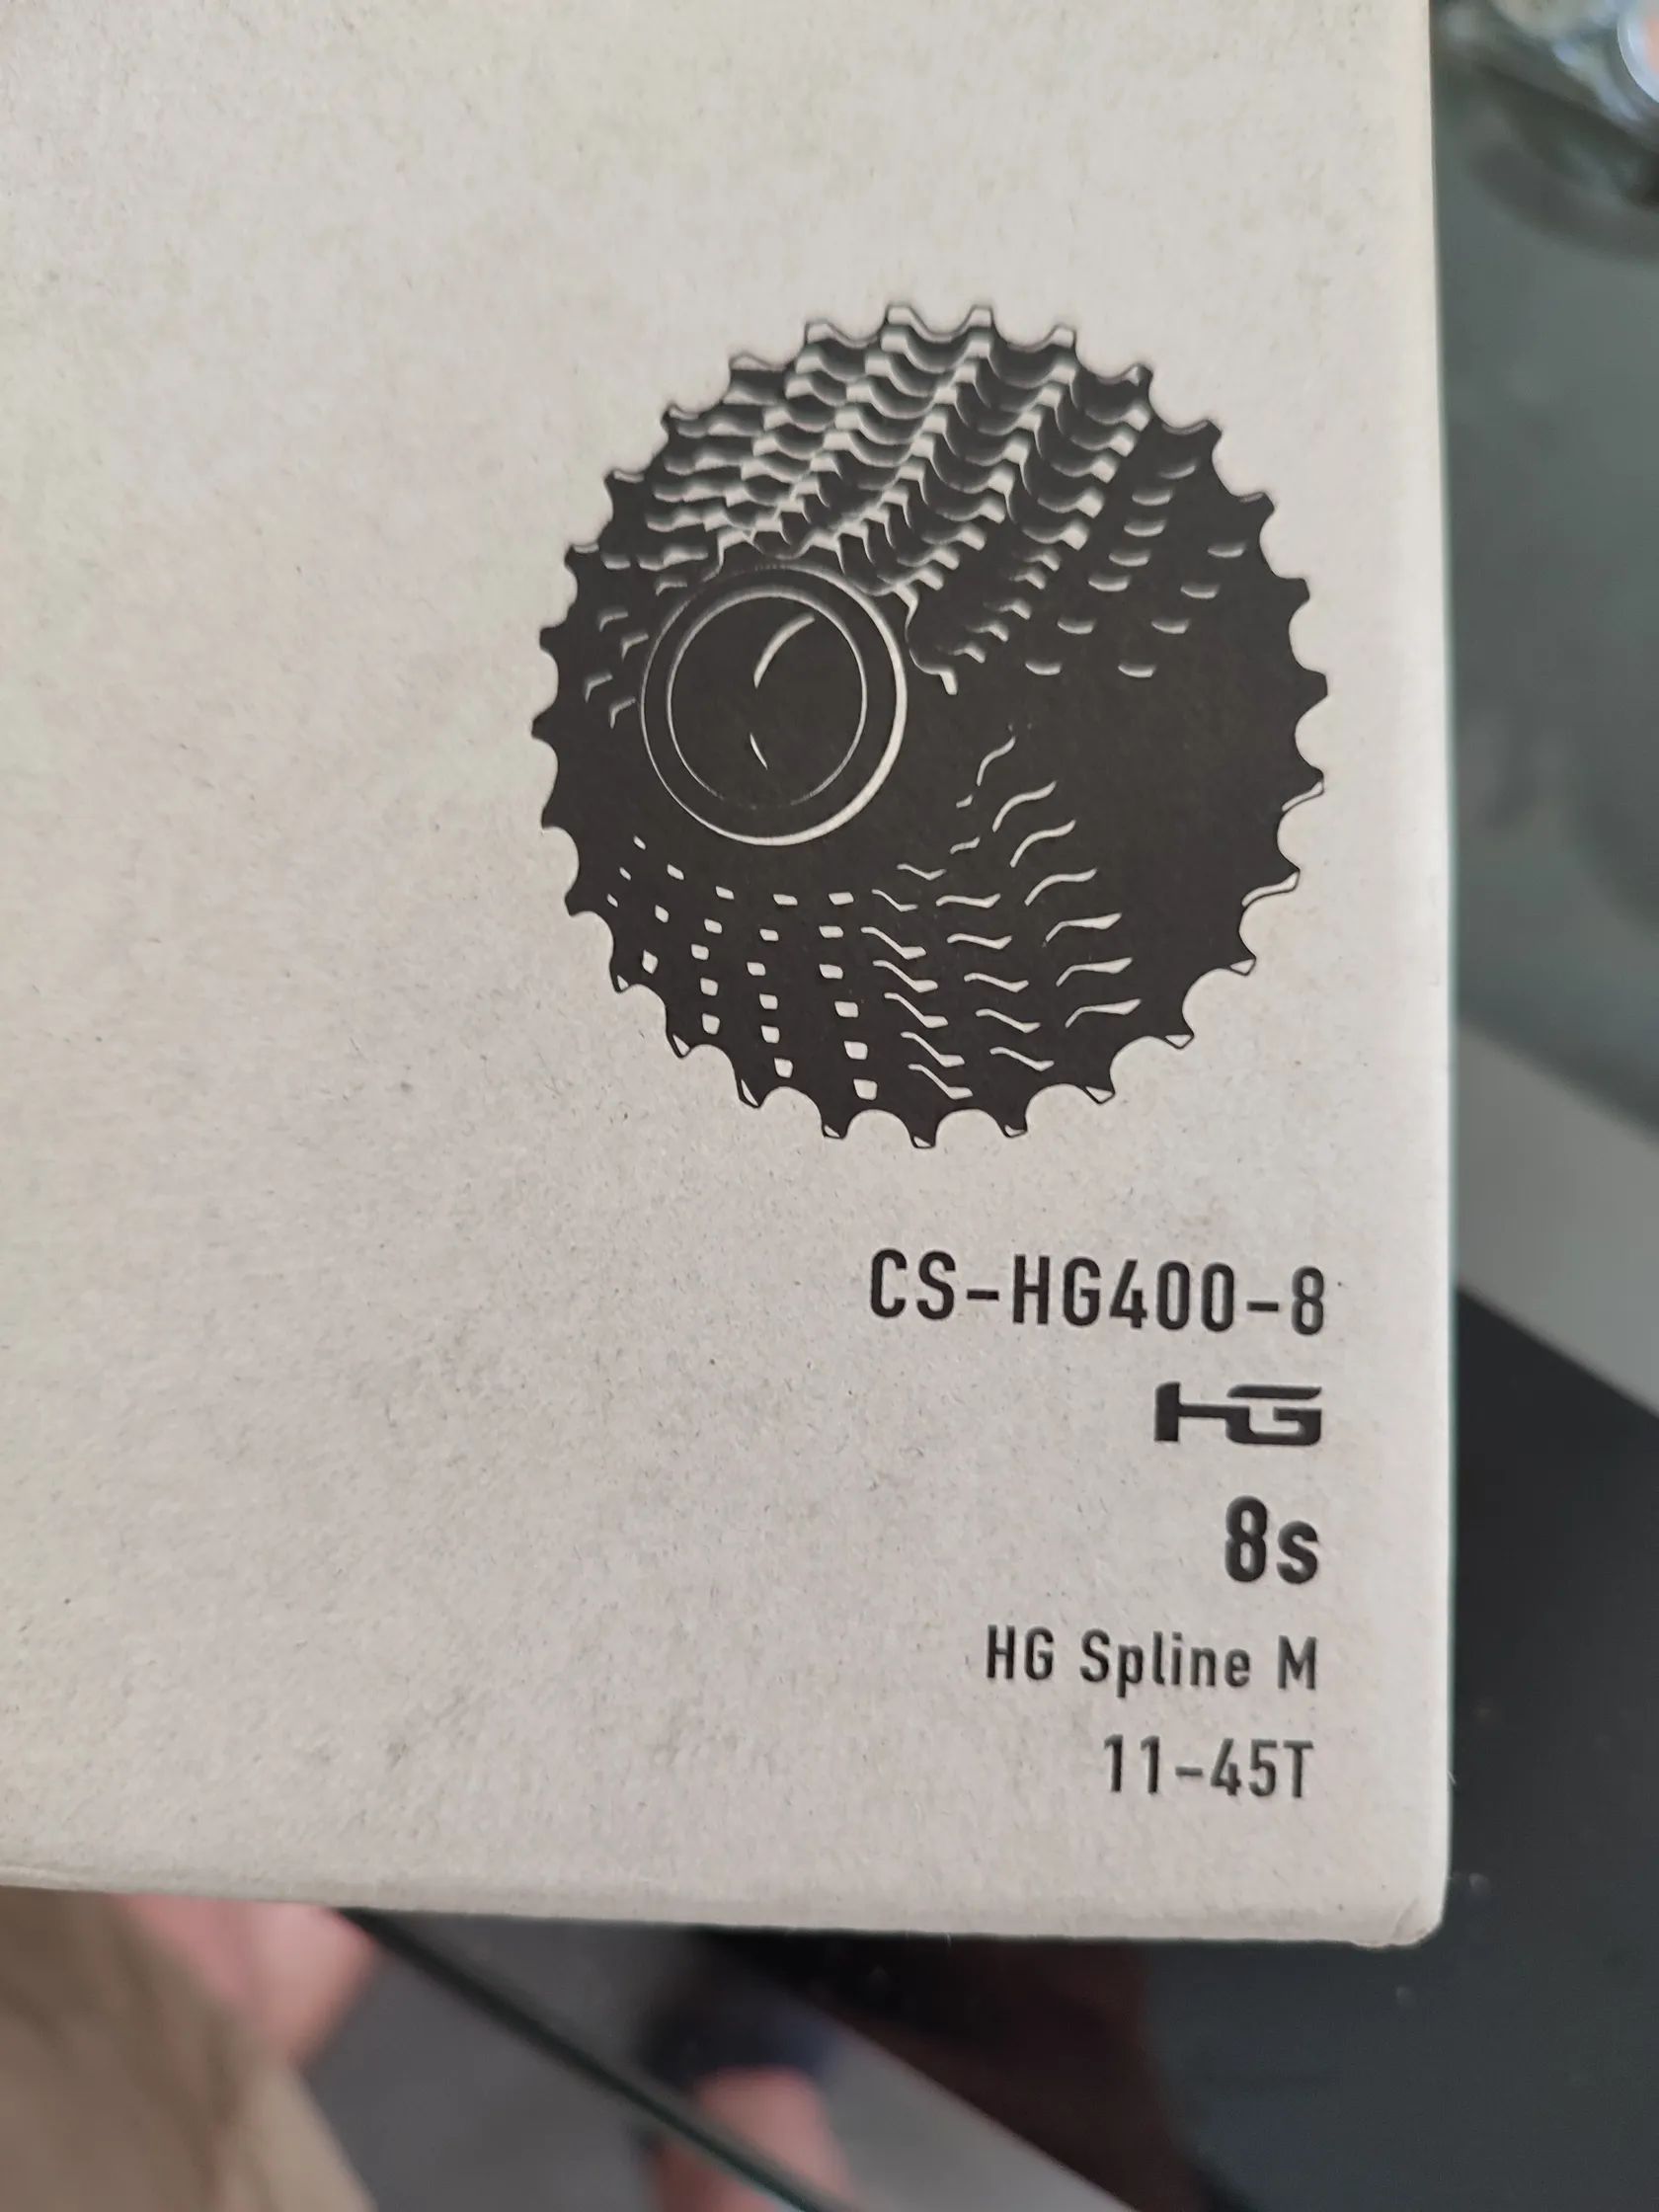 CS-HG400-8
HG
8s
HG Spline M
11-45T